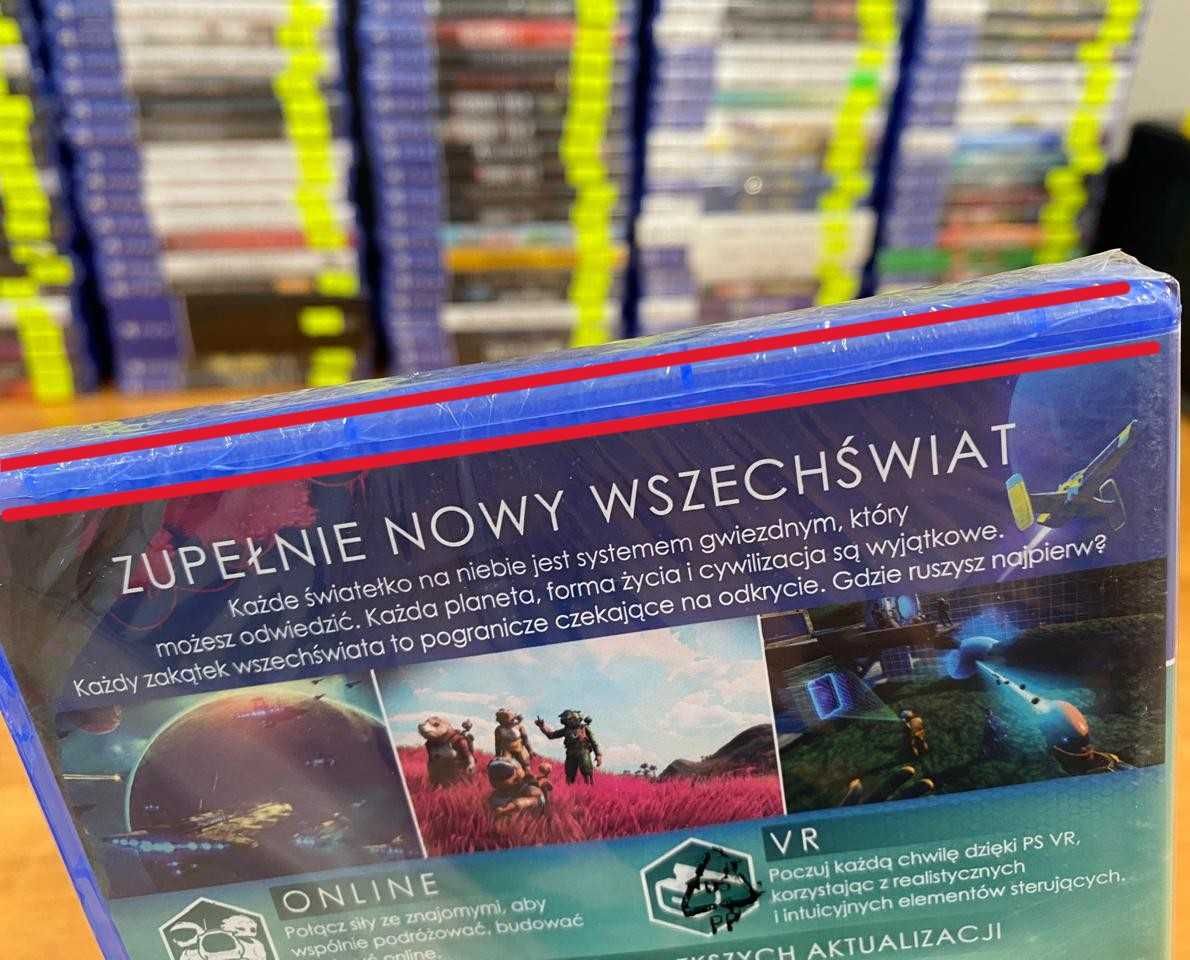 ZUPEŁNIE NOWY WSZECHŚWIAT
Każde światełko na niebie jest systemem gwiezdnym, który
możesz odwiedzić. Każda planeta, forma życia i cywilizacja są wyjątkowe.
Każdy zakątek wszechświata to pogranicze czekające na odkrycie. Gdzie ruszysz najpierw?
ONLINE
Połącz siły ze znajomymi, aby
wspólnie podróżować, budować
online.
VR
Poczuj każdą chwilę dzięki PS VR,
korzystając z realistycznych
i intuicyjnych elementów sterujących.
AKTUALIZACJI
PP